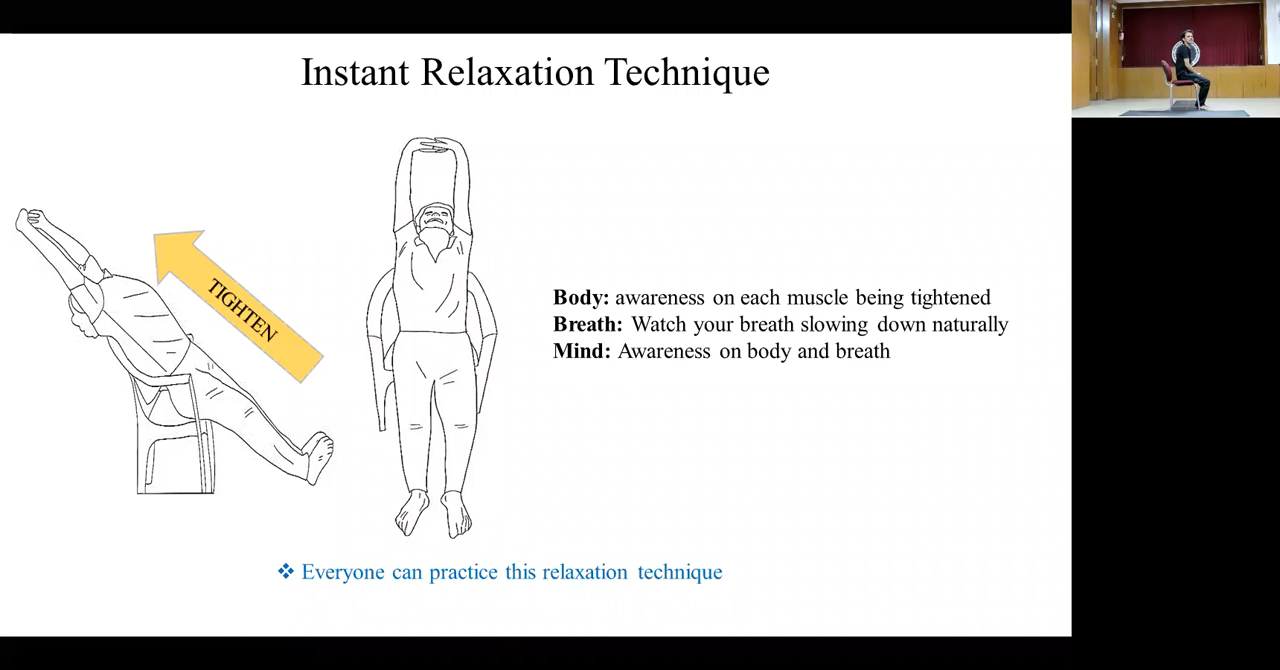 Instant Relaxation Technique
TIGHTEN
Body: awareness on each muscle being tightened
Breath: Watch your breath slowing down naturally
Mind: Awareness on body and breath
❖ Everyone can practice this relaxation technique